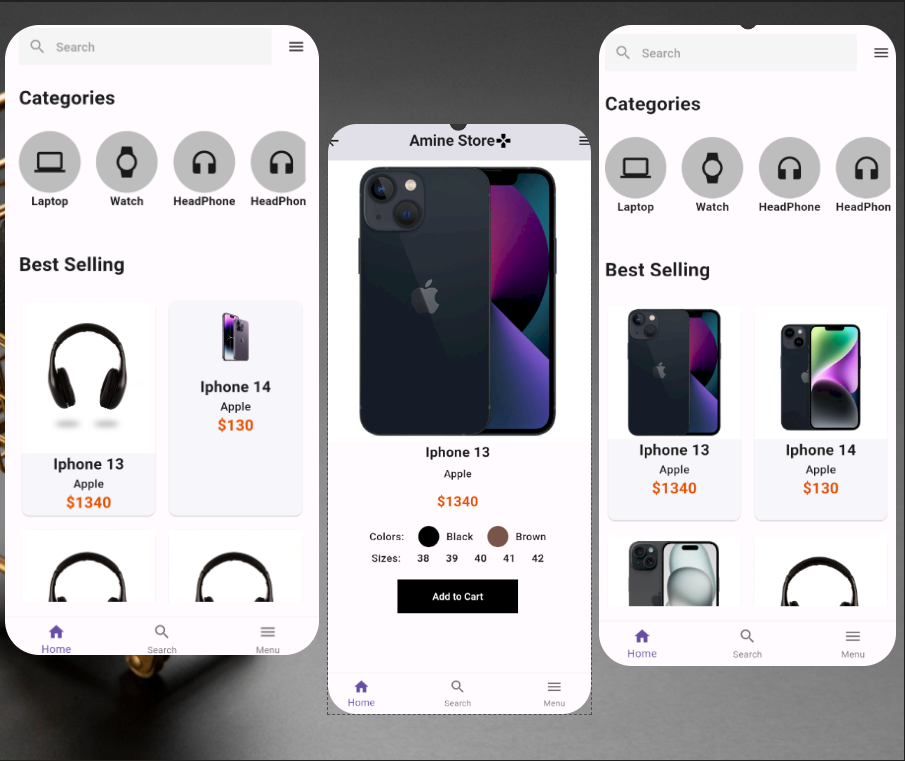 Search
Categories
Laptop
Watch
HeadPhone
HeadPhon
Best Selling
Iphone 13
Apple
$1340
Iphone 14
Apple
$130
Home
Search
Menu
Amine Store
Iphone 13
Apple
$1340
Colors: Black Brown
Sizes: 38 39 40 41 42
Add to Cart
Home
Search
Menu
Search
Categories
Laptop
Watch
HeadPhone
HeadPhon
Best Selling
Iphone 13
Apple
$1340
Iphone 14
Apple
$130
Home
Search
Menu